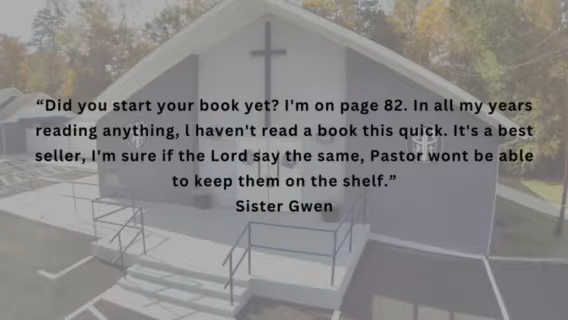 “Did you start your book yet? I'm on page 82. In all my years
reading anything, l haven't read a book this quick. It's a best
seller, I'm sure if the Lord say the same, Pastor wont be able
to keep them on the shelf.”
Sister Gwen